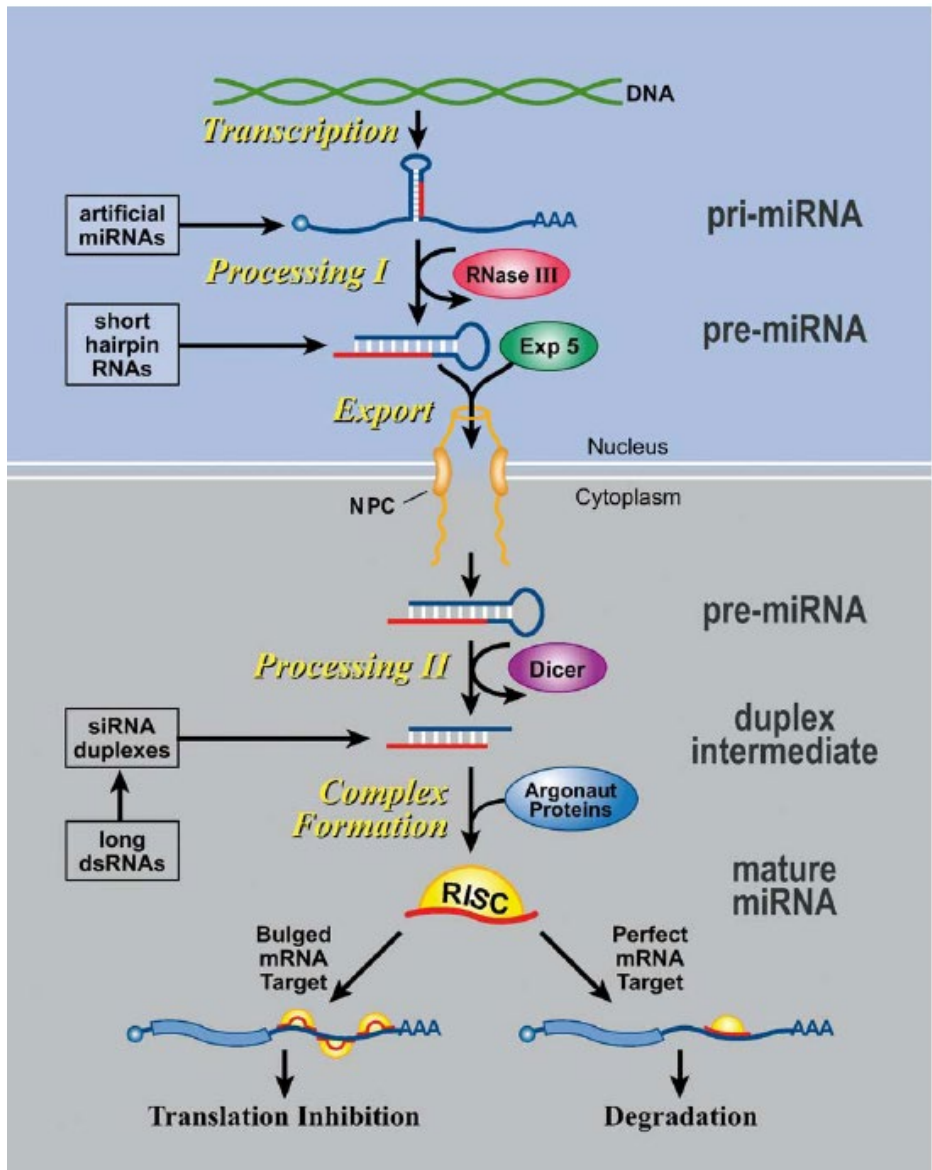 DNA
Transcription
artificial
miRNAs
AAA
pri-miRNA
Processing I
RNase III
short
hairpin
RNAs
Exp 5
pre-miRNA
Export
Nucleus
Cytoplasm
NPC
pre-miRNA
Processing II
Dicer
siRNA
duplexes
duplex
intermediate
Complex
Formation
Argonaut
Proteins
long
dsRNAs
mature
miRNA
RISC
Bulged
mRNA
Target
Perfect
mRNA
Target
AAA
AAA
Translation Inhibition
Degradation